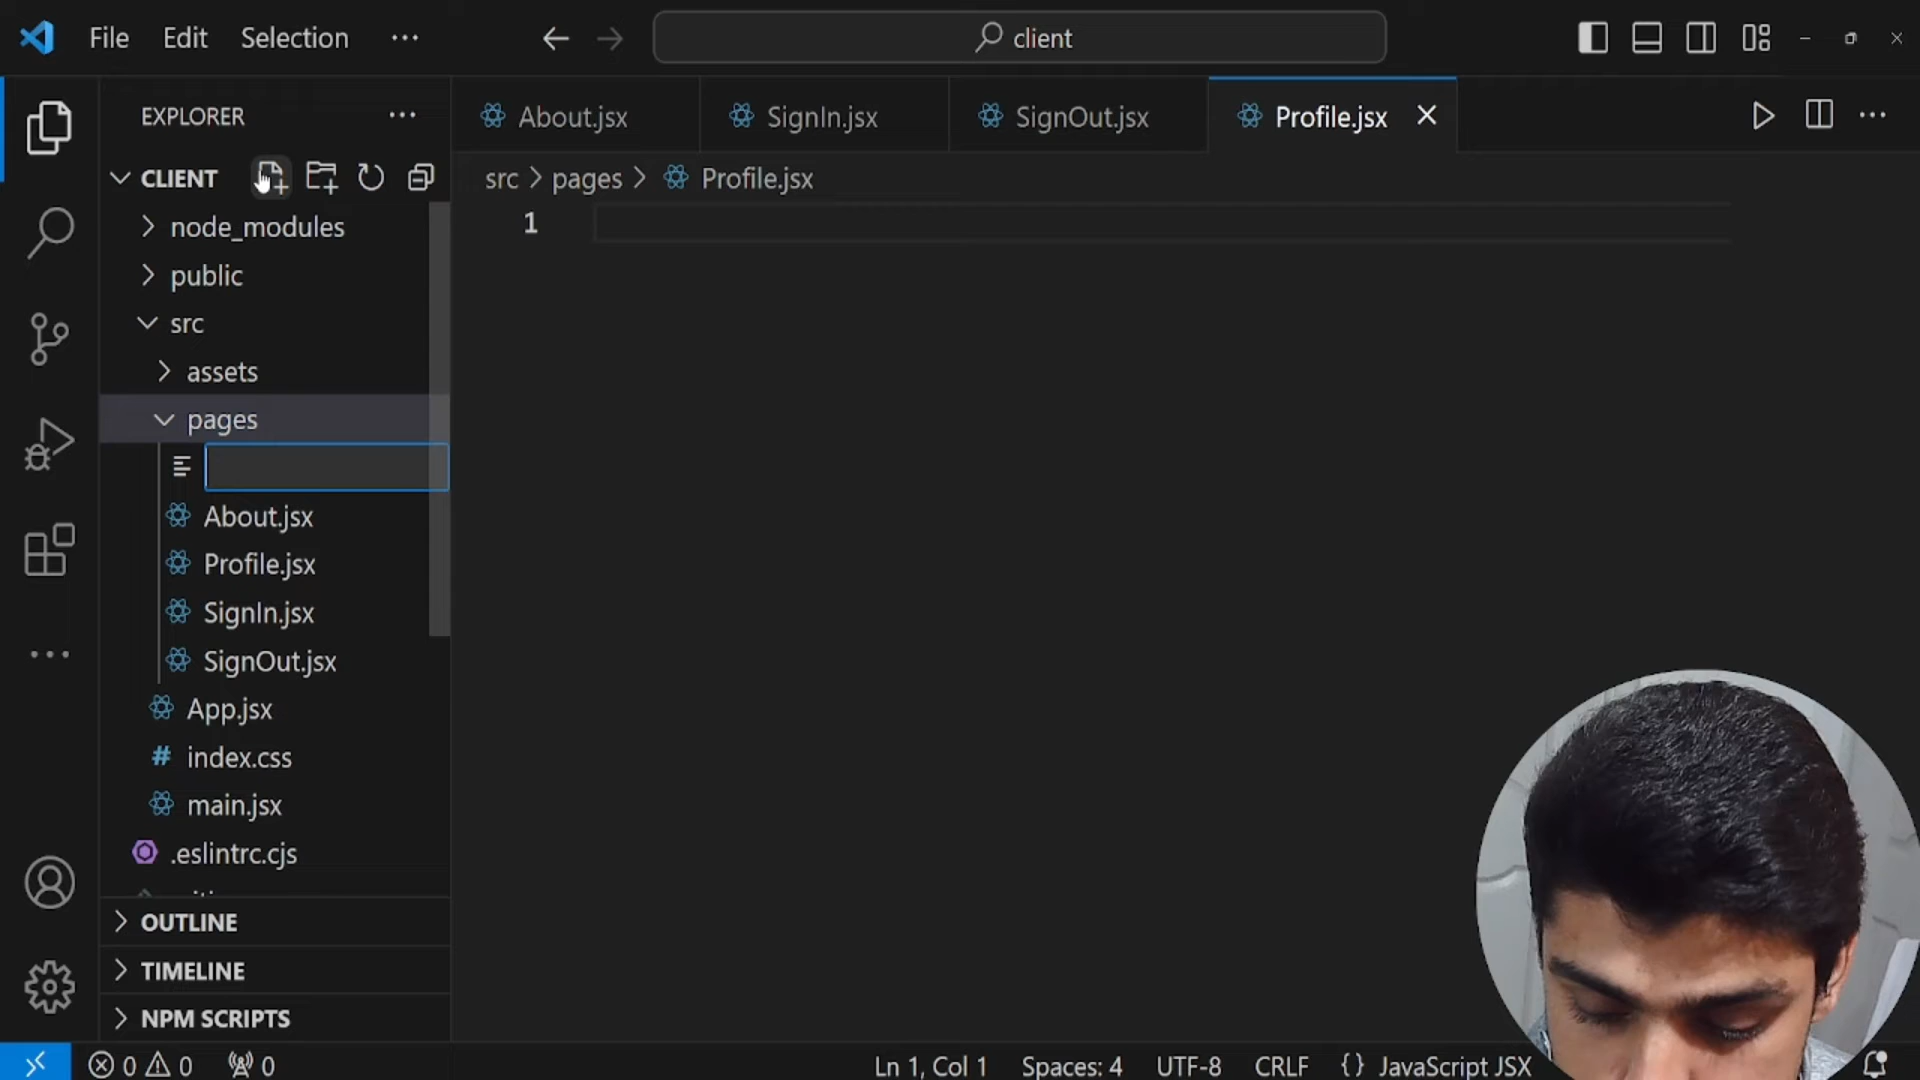 File Edit Selection ··· client
EXPLORER ···
About.jsx SignIn.jsx SignOut.jsx Profile.jsx
CLIENT
src > pages > Profile.jsx
1
node_modules
public
src
assets
pages
About.jsx
Profile.jsx
SignIn.jsx
SignOut.jsx
App.jsx
index.css
main.jsx
.eslintrc.cjs
OUTLINE
TIMELINE
NPM SCRIPTS
0 0 0 Ln 1, Col 1 Spaces: 4 UTF-8 CRLF {} JavaScript JSX